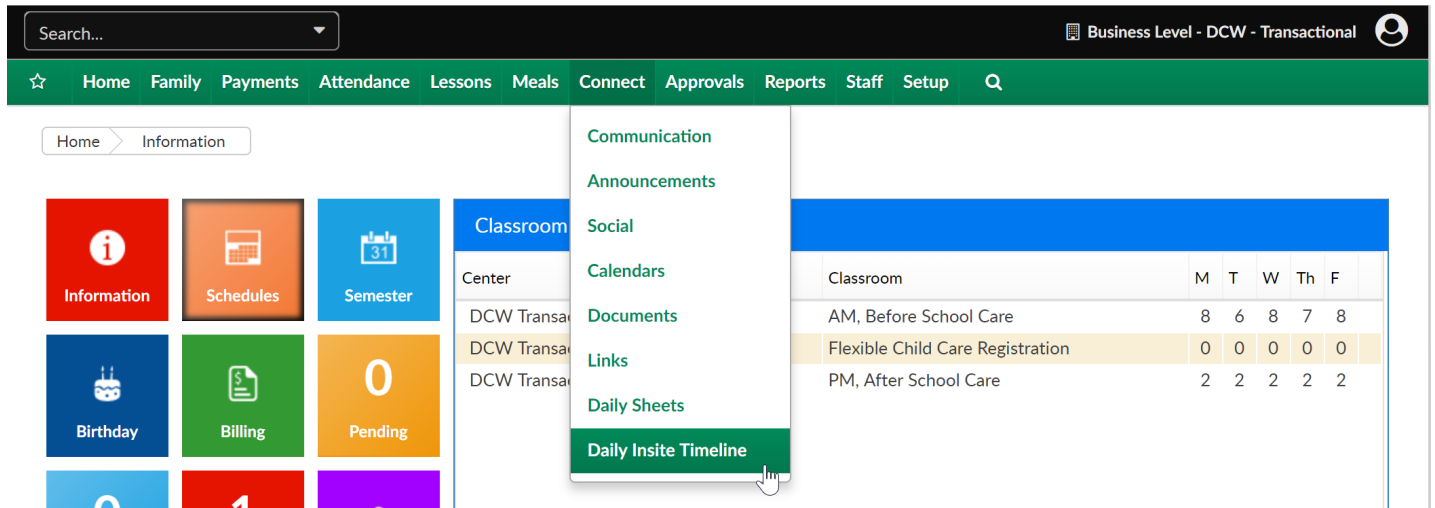 Search...
Business Level - DCW - Transactional
Home Family Payments Attendance Lessons Meals Connect Approvals Reports Staff Setup
Home Information
Communication
Announcements
Social
Calendars
Documents
Links
Daily Sheets
Daily Insite Timeline
Information
Schedules
31
Semester
Birthday
$
Billing
0
Pending
0
1
Classroom
Center Classroom M T W Th F
DCW Transa AM, Before School Care 8 6 8 7 8
DCW Transa Flexible Child Care Registration 0 0 0 0 0
DCW Transa PM, After School Care 2 2 2 2 2